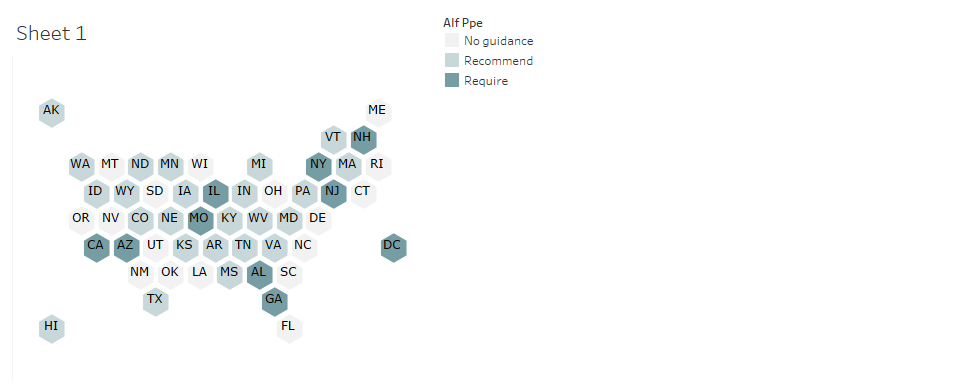 Sheet 1
Alf Ppe
No guidance
Recommend
Require
AK ME
VT NH
WA MT ND MN WI MI NY MA RI
ID WY SD IA IL IN OH PA NJ CT
OR NV CO NE MO KY WV MD DE
CA AZ UT KS AR TN VA NC DC
NM OK LA MS AL SC
TX GA
HI FL